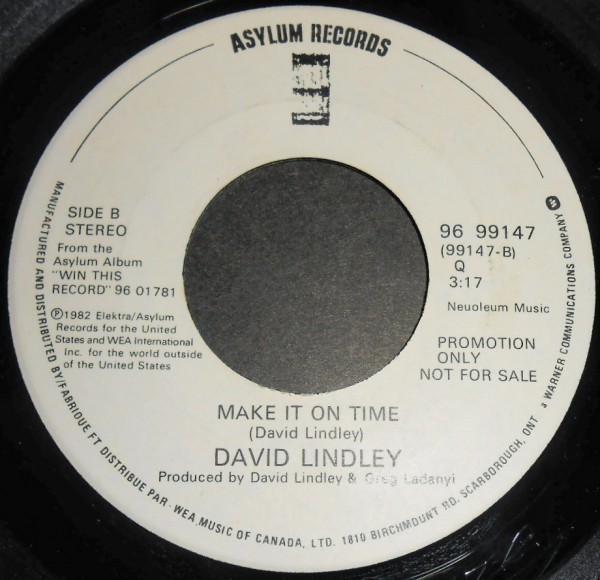 ASYLUM RECORDS
SIDE B
STEREO
From the
Asylum Album
"WIN THIS
RECORD" 96 01781
Ⓟ1982 Elektra/Asylum
Records for the United
States and WEA International
Inc. for the world outside
of the United States
96 99147
(99147-B)
Q
3:17
Neuoleum Music
PROMOTION
ONLY
NOT FOR SALE
MAKE IT ON TIME
(David Lindley)
DAVID LINDLEY
Produced by David Lindley & Greg Ladanyi
MANUFACTURED AND DISTRIBUTED BY/FABRIQUE ET DISTRIBUE PAR - WEA MUSIC OF CANADA, LTD. 1810 BIRCHMOUNT RD. SCARBOROUGH, ONT a WARNER COMMUNICATIONS COMPANY